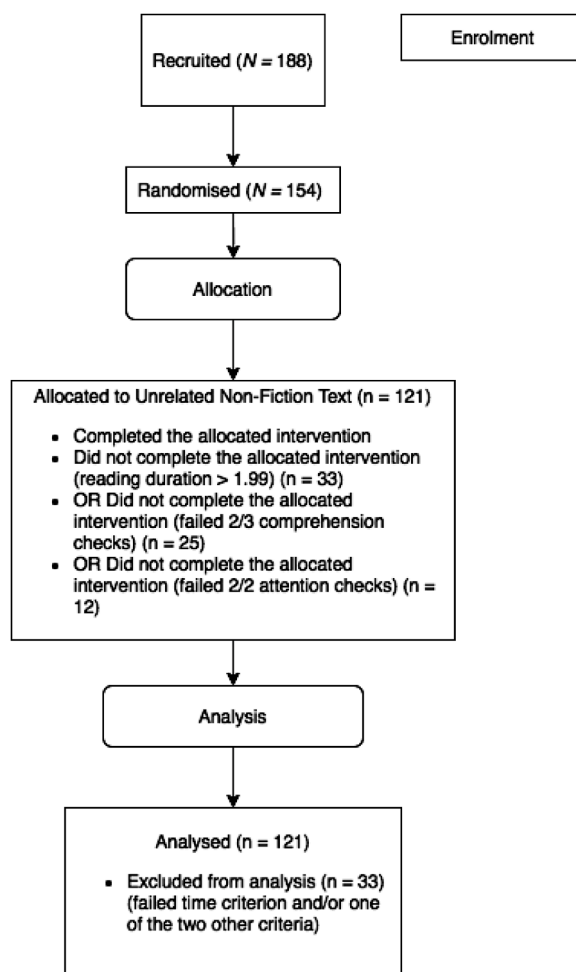 Recruited (N = 188)
Enrolment
Randomised (N = 154)
Allocation
Allocated to Unrelated Non-Fiction Text (n = 121)
▪ Completed the allocated intervention
▪ Did not complete the allocated intervention
(reading duration > 1.99) (n = 33)
▪ OR Did not complete the allocated
intervention (failed 2/3 comprehension
checks) (n = 25)
▪ OR Did not complete the allocated
intervention (failed 2/2 attention checks) (n =
12)
Analysis
Analysed (n = 121)
▪ Excluded from analysis (n = 33)
(failed time criterion and/or one
of the two other criteria)